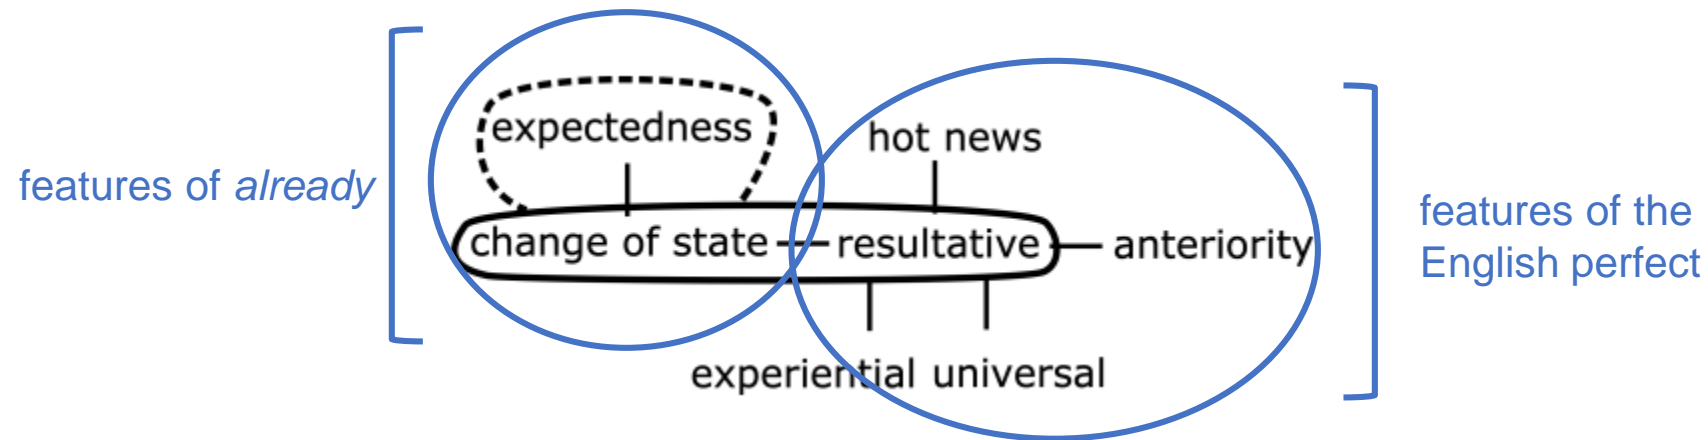 features of already
expectedness
change of state
hot news
resultative
anteriority
experiential universal
features of the
English perfect